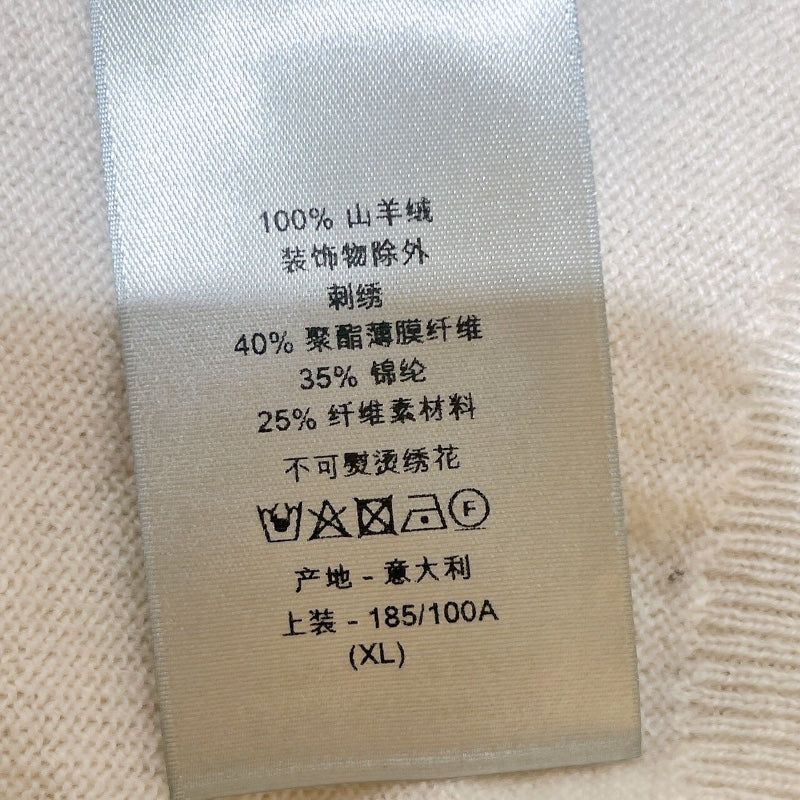 100% 山羊绒
装饰物除外
刺绣
40% 聚酯薄膜纤维
35% 锦纶
25% 纤维素材料
不可熨烫绣花
F
产地 - 意大利
上装 - 185/100A
(XL)